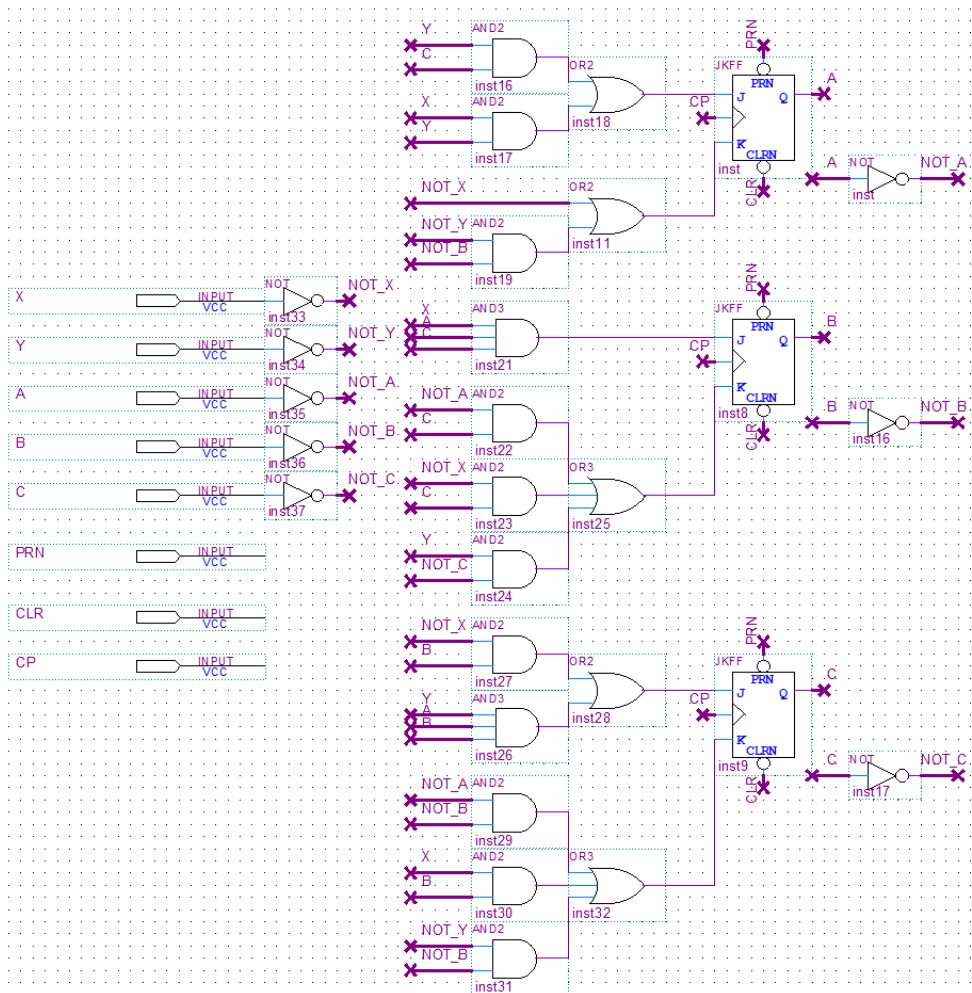 Y
C
AND2
inst16
X
Y
AND2
inst17
OR2
inst18
PRN
JKFF
PRN
J
Q
CP
K
CLRN
inst
CLR
A
A
NOT
inst
NOT_A
NOT_X
OR2
inst11
NOT_Y
NOT_B
AND2
inst19
X
INPUT
VCC
NOT
inst33
NOT_X
Y
INPUT
VCC
NOT
inst34
NOT_Y
A
INPUT
VCC
NOT
inst35
NOT_A
B
INPUT
VCC
NOT
inst36
NOT_B
C
INPUT
VCC
NOT
inst37
NOT_C
PRN
INPUT
VCC
CLR
INPUT
VCC
CP
INPUT
VCC
X
A
C
AND3
inst21
PRN
JKFF
PRN
J
Q
CP
K
CLRN
inst8
CLR
B
B
NOT
inst16
NOT_B
NOT_A
C
AND2
inst22
NOT_X
C
AND2
inst23
OR3
inst25
Y
NOT_C
AND2
inst24
NOT_X
B
AND2
inst27
OR2
inst28
Y
A
B
AND3
inst26
PRN
JKFF
PRN
J
Q
CP
K
CLRN
inst9
CLR
C
C
NOT
inst17
NOT_C
NOT_A
NOT_B
AND2
inst29
X
B
AND2
inst30
OR3
inst32
NOT_Y
NOT_B
AND2
inst31